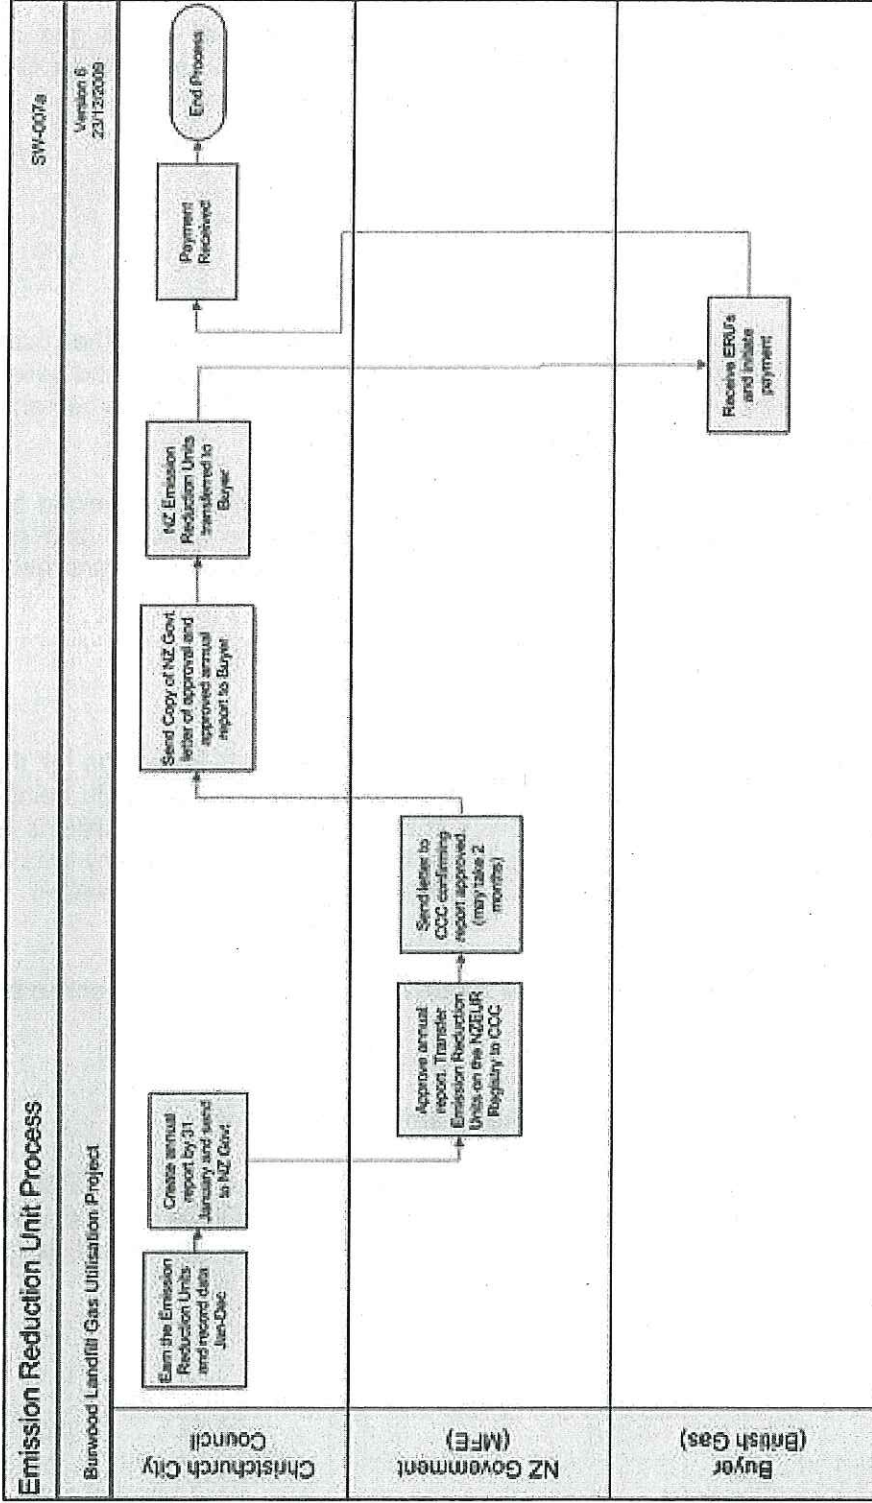 Emission Reduction Unit Process
SW-007a
Burwood Landfill Gas Utilisation Project
Version 6
23/12/2009
Christchurch City
Council
Earn the Emission
Reduction Units
and record data
Jan-Dec
Create annual
report by 31
January and send
to NZ Govt
Send Copy of NZ Govt
letter of approval and
approved annual
report to Buyer
NZ Emission
Reduction Units
transferred to
Buyer
Payment
Received
End Process
NZ Government
(MFE)
Approve annual
report. Transfer
Emission Reduction
Units on the NZEUR
Registry to CCC
Send letter to
CCC confirming
report approved.
(may take 2
months)
Buyer
(British Gas)
Receive ERU's
and initiate
payment